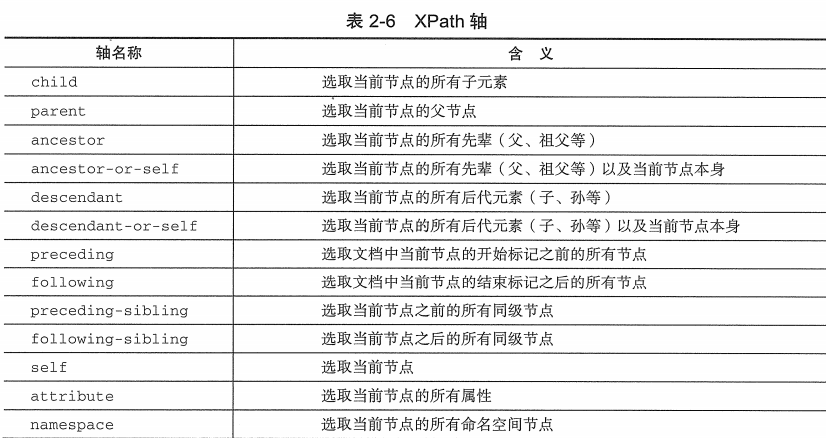 表 2-6 XPath 轴
轴名称 含 义
child 选取当前节点的所有子元素
parent 选取当前节点的父节点
ancestor 选取当前节点的所有先辈（父、祖父等）
ancestor-or-self 选取当前节点的所有先辈（父、祖父等）以及当前节点本身
descendant 选取当前节点的所有后代元素（子、孙等）
descendant-or-self 选取当前节点的所有后代元素（子、孙等）以及当前节点本身
preceding 选取文档中当前节点的开始标记之前的所有节点
following 选取文档中当前节点的结束标记之后的所有节点
preceding-sibling 选取当前节点之前的所有同级节点
following-sibling 选取当前节点之后的所有同级节点
self 选取当前节点
attribute 选取当前节点的所有属性
namespace 选取当前节点的所有命名空间节点